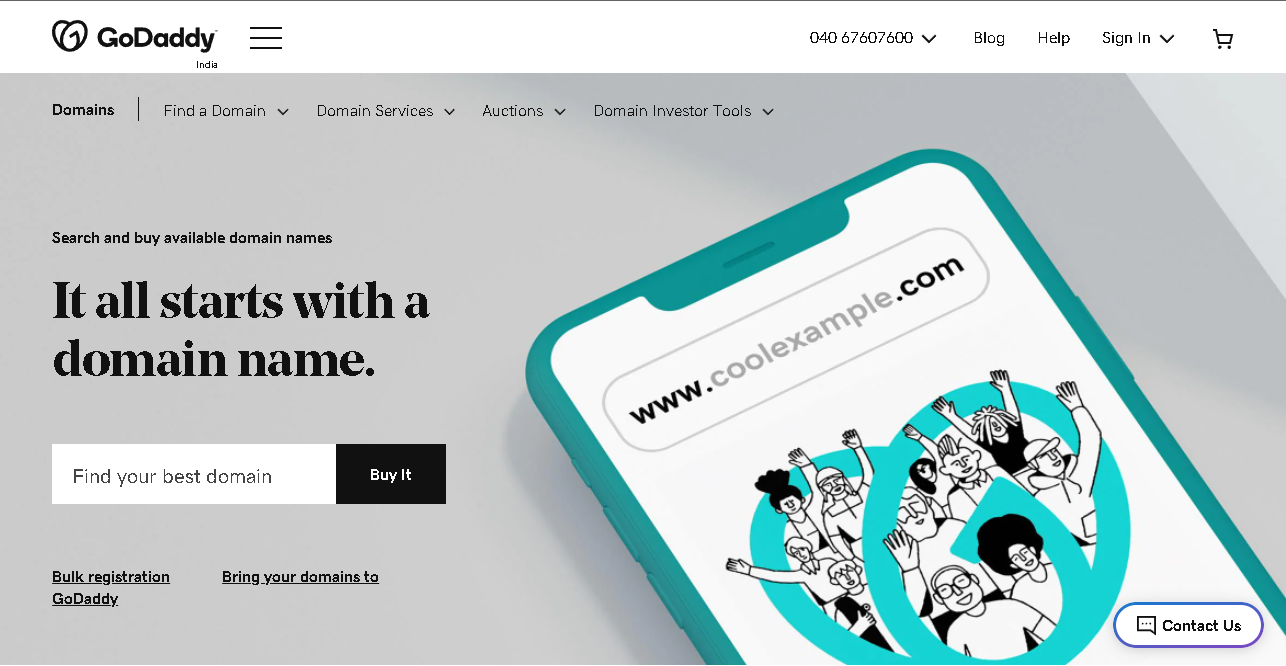 GoDaddy
India
040 67607600
Blog
Help
Sign In
Domains
Find a Domain
Domain Services
Auctions
Domain Investor Tools
Search and buy available domain names
It all starts with a
domain name.
Find your best domain
Buy It
Bulk registration
Bring your domains to
GoDaddy
www.coolexample.com
Contact Us